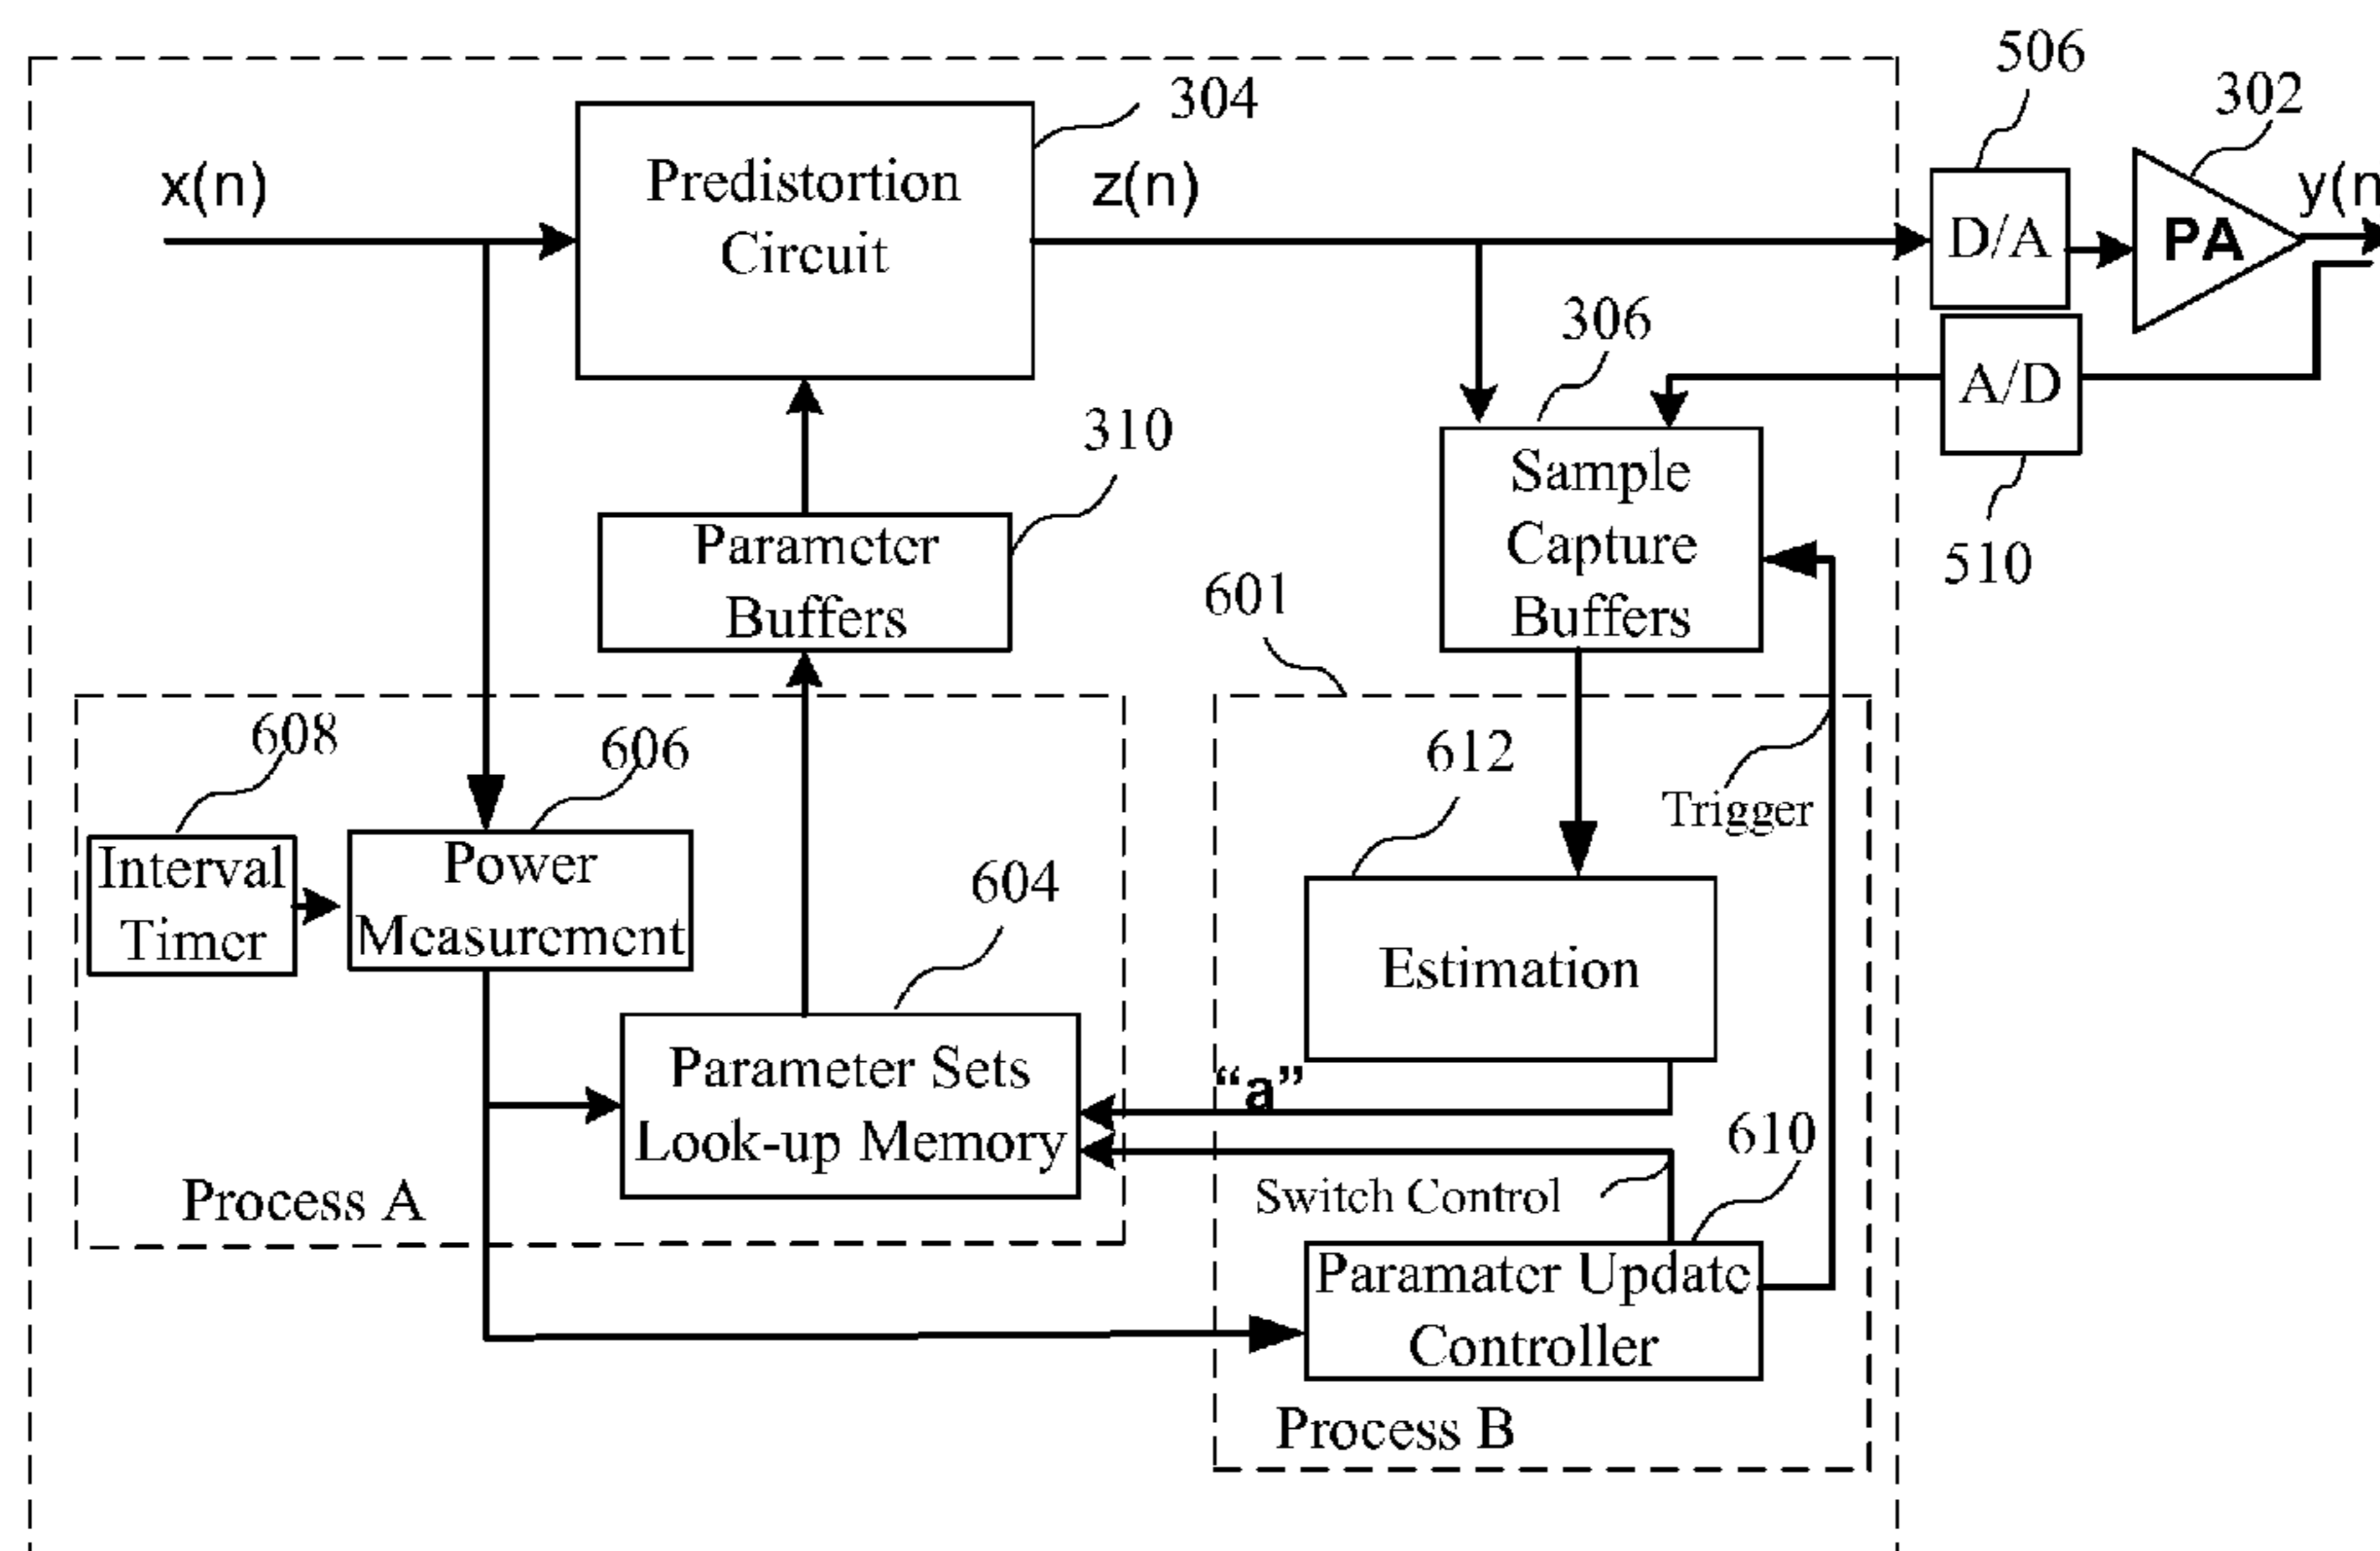 506
304
302
x(n)
Predistortion
Circuit
z(n)
D/A
PA
y(n
306
A/D
310
Sample
Capture
Buffers
510
Parameter
Buffers
601
608
606
612
Trigger
Interval
Timer
Power
Measurement
604
Estimation
Parameter Sets
Look-up Memory
“a”
610
Switch Control
Process A
Paramater Update
Controller
Process B